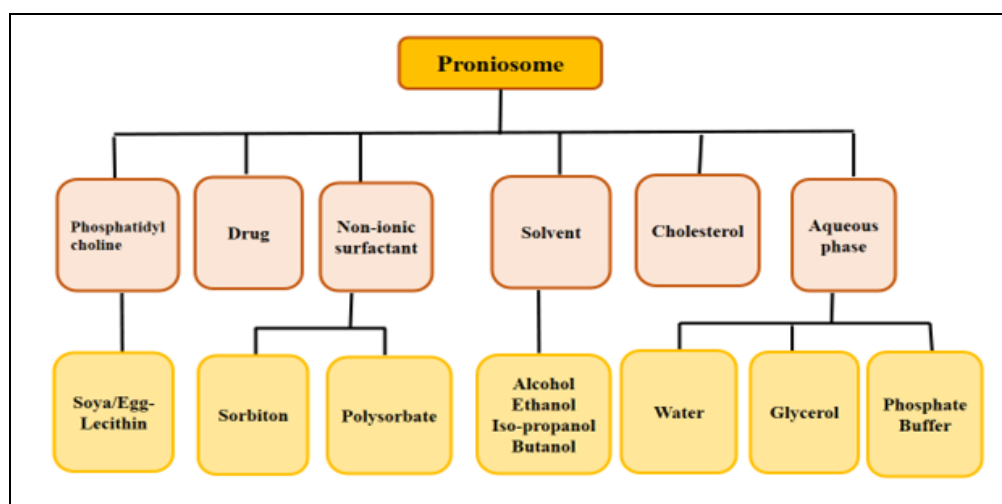 Proniosome
Phosphatidyl
choline
Drug
Non-ionic
surfactant
Solvent
Cholesterol
Aqueous
phase
Soya/Egg-
Lecithin
Sorbiton
Polysorbate
Alcohol
Ethanol
Iso-propanol
Butanol
Water
Glycerol
Phosphate
Buffer